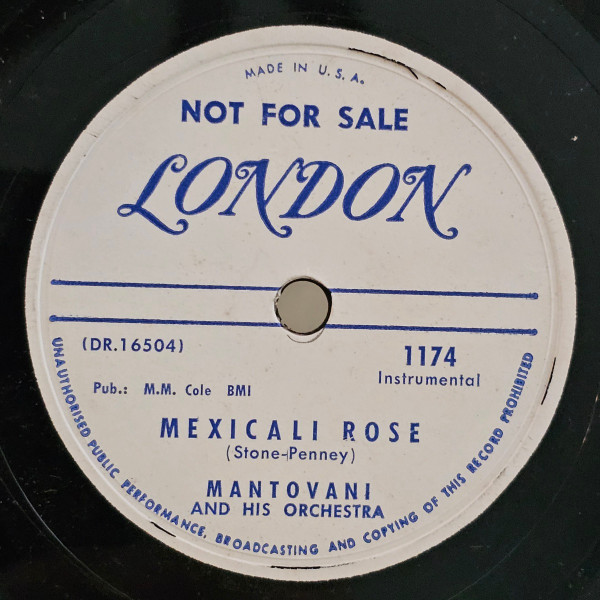 MADE IN U.S.A.
NOT FOR SALE
LONDON
(DR.16504)
1174
Instrumental
Pub.: M.M. Cole BMI
MEXICALI ROSE
(Stone-Penney)
MANTOVANI
AND HIS ORCHESTRA
UNAUTHORISED PUBLIC PERFORMANCE, BROADCASTING AND COPYING OF THIS RECORD PROHIBITED